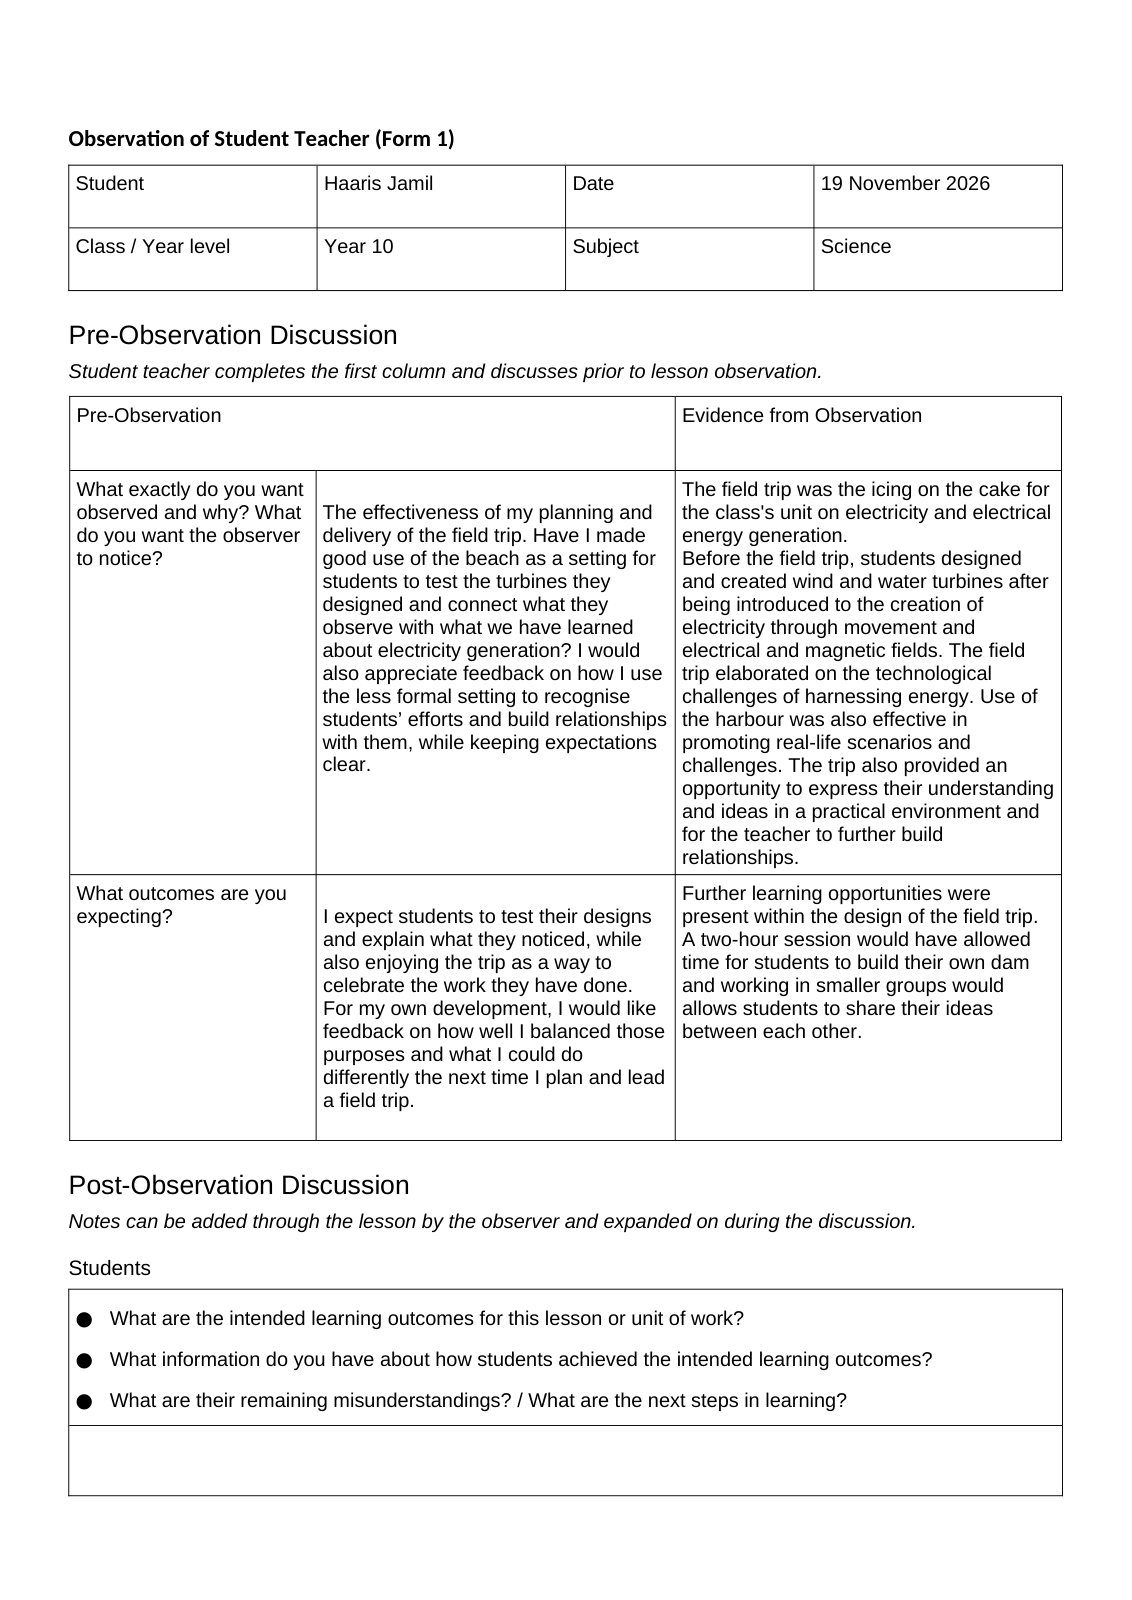 Observation of Student Teacher (Form 1)
Student
Haaris Jamil
Date
19 November 2026
Class / Year level
Year 10
Subject
Science
Pre-Observation Discussion
Student teacher completes the first column and discusses prior to lesson observation.
Pre-Observation
Evidence from Observation
What exactly do you want
observed and why? What
do you want the observer
to notice?
The effectiveness of my planning and
delivery of the field trip. Have I made
good use of the beach as a setting for
students to test the turbines they
designed and connect what they
observe with what we have learned
about electricity generation? I would
also appreciate feedback on how I use
the less formal setting to recognise
students’ efforts and build relationships
with them, while keeping expectations
clear.
The field trip was the icing on the cake for
the class's unit on electricity and electrical
energy generation.
Before the field trip, students designed
and created wind and water turbines after
being introduced to the creation of
electricity through movement and
electrical and magnetic fields. The field
trip elaborated on the technological
challenges of harnessing energy. Use of
the harbour was also effective in
promoting real-life scenarios and
challenges. The trip also provided an
opportunity to express their understanding
and ideas in a practical environment and
for the teacher to further build
relationships.
What outcomes are you
expecting?
I expect students to test their designs
and explain what they noticed, while
also enjoying the trip as a way to
celebrate the work they have done.
For my own development, I would like
feedback on how well I balanced those
purposes and what I could do
differently the next time I plan and lead
a field trip.
Further learning opportunities were
present within the design of the field trip.
A two-hour session would have allowed
time for students to build their own dam
and working in smaller groups would
allows students to share their ideas
between each other.
Post-Observation Discussion
Notes can be added through the lesson by the observer and expanded on during the discussion.
Students
● What are the intended learning outcomes for this lesson or unit of work?
● What information do you have about how students achieved the intended learning outcomes?
● What are their remaining misunderstandings? / What are the next steps in learning?